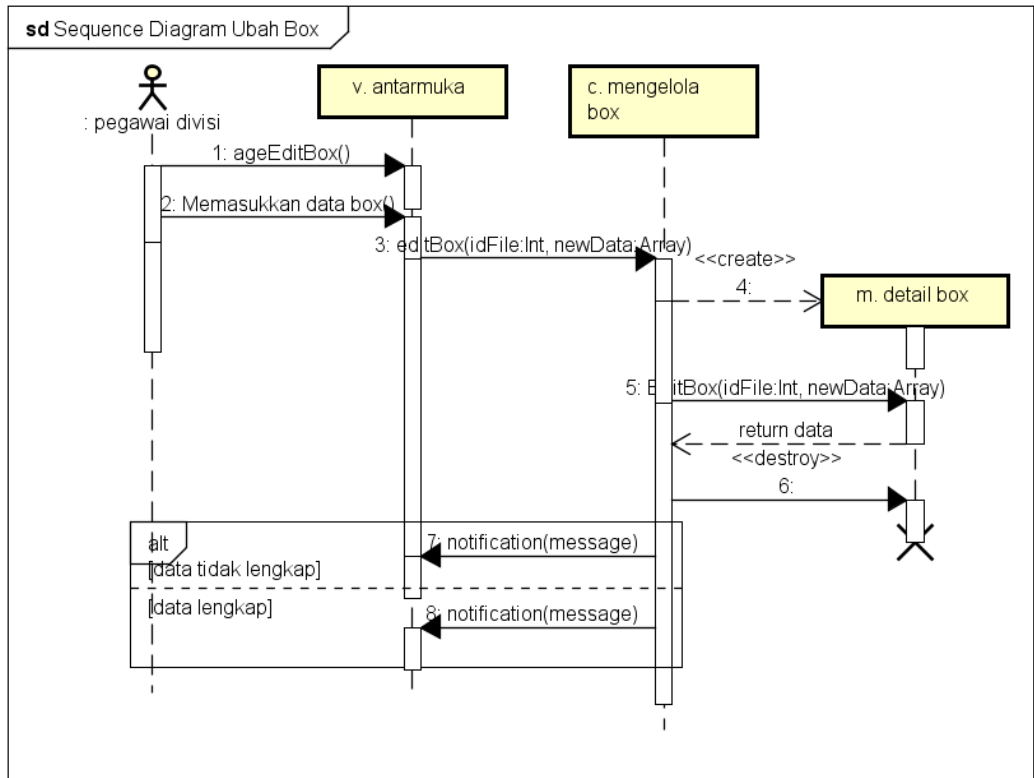 sd Sequence Diagram Ubah Box
: pegawai divisi
v. antarmuka
c. mengelola
box
1: ageEditBox()
2: Memasukkan data box()
3: editBox(idFile:Int, newData:Array)
<<create>>
4:
m. detail box
5: EditBox(idFile:Int, newData:Array)
return data
<<destroy>>
6:
alt
7: notification(message)
[data tidak lengkap]
[data lengkap]
8: notification(message)